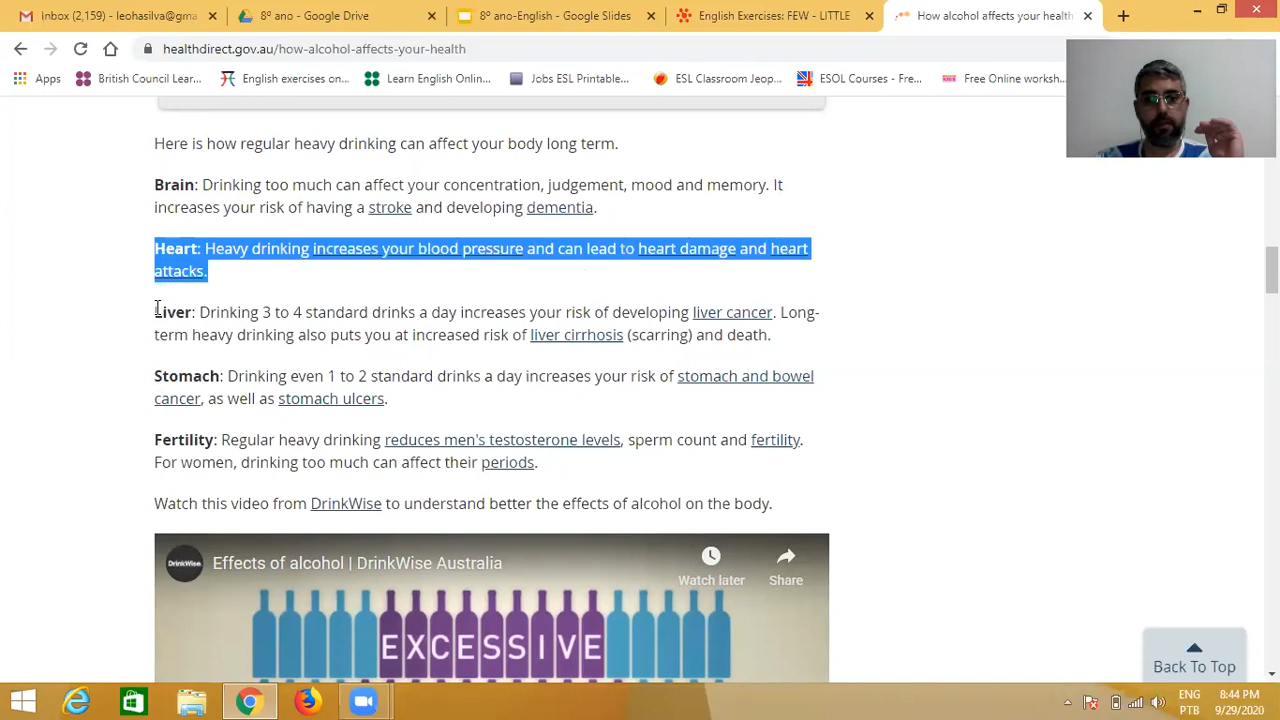 Inbox (2,159) - leohasilva@gma
8º ano - Google Drive
8º ano-English - Google Slides
English Exercises: FEW - LITTLE
How alcohol affects your health
healthdirect.gov.au/how-alcohol-affects-your-health
Apps
British Council Lear...
English exercises on...
Learn English Onlin...
Jobs ESL Printable...
ESL Classroom Jeop...
ESOL Courses - Fre...
Free Online worksh...
Here is how regular heavy drinking can affect your body long term.
Brain: Drinking too much can affect your concentration, judgement, mood and memory. It
increases your risk of having a stroke and developing dementia.
Heart: Heavy drinking increases your blood pressure and can lead to heart damage and heart
attacks.
Liver: Drinking 3 to 4 standard drinks a day increases your risk of developing liver cancer. Long-
term heavy drinking also puts you at increased risk of liver cirrhosis (scarring) and death.
Stomach: Drinking even 1 to 2 standard drinks a day increases your risk of stomach and bowel
cancer, as well as stomach ulcers.
Fertility: Regular heavy drinking reduces men's testosterone levels, sperm count and fertility.
For women, drinking too much can affect their periods.
Watch this video from DrinkWise to understand better the effects of alcohol on the body.
DrinkWise
Effects of alcohol | DrinkWise Australia
Watch later
Share
EXCESSIVE
Back To Top
ENG
PTB
8:44 PM
9/29/2020